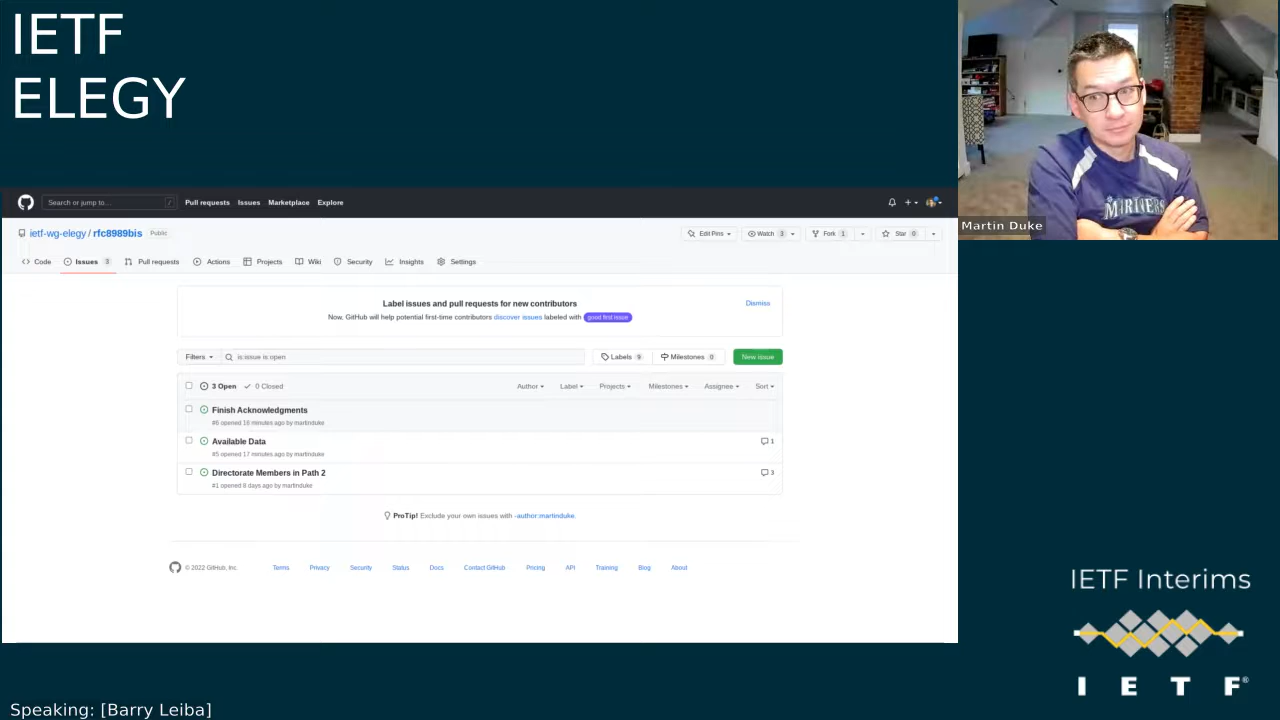 IETF
ELEGY
Search or jump to... /
Pull requests Issues Marketplace Explore
ietf-wg-elegy / rfc8989bis Public
Edit Pins Watch 3 Fork 1 Star 0
Code Issues 3 Pull requests Actions Projects Wiki Security Insights Settings
Label issues and pull requests for new contributors
Dismiss
Now, GitHub will help potential first-time contributors discover issues labeled with good first issue
Filters is:issue is:open Labels 9 Milestones 0 New issue
3 Open 0 Closed Author Label Projects Milestones Assignee Sort
Finish Acknowledgments
#6 opened 16 minutes ago by martinduke
Available Data 1
#5 opened 17 minutes ago by martinduke
Directorate Members in Path 2 3
#1 opened 8 days ago by martinduke
ProTip! Exclude your own issues with -author:martinduke.
© 2022 GitHub, Inc. Terms Privacy Security Status Docs Contact GitHub Pricing API Training Blog About
MARINERS
Martin Duke
IETF Interims
I E T F®
Speaking: [Barry Leiba]